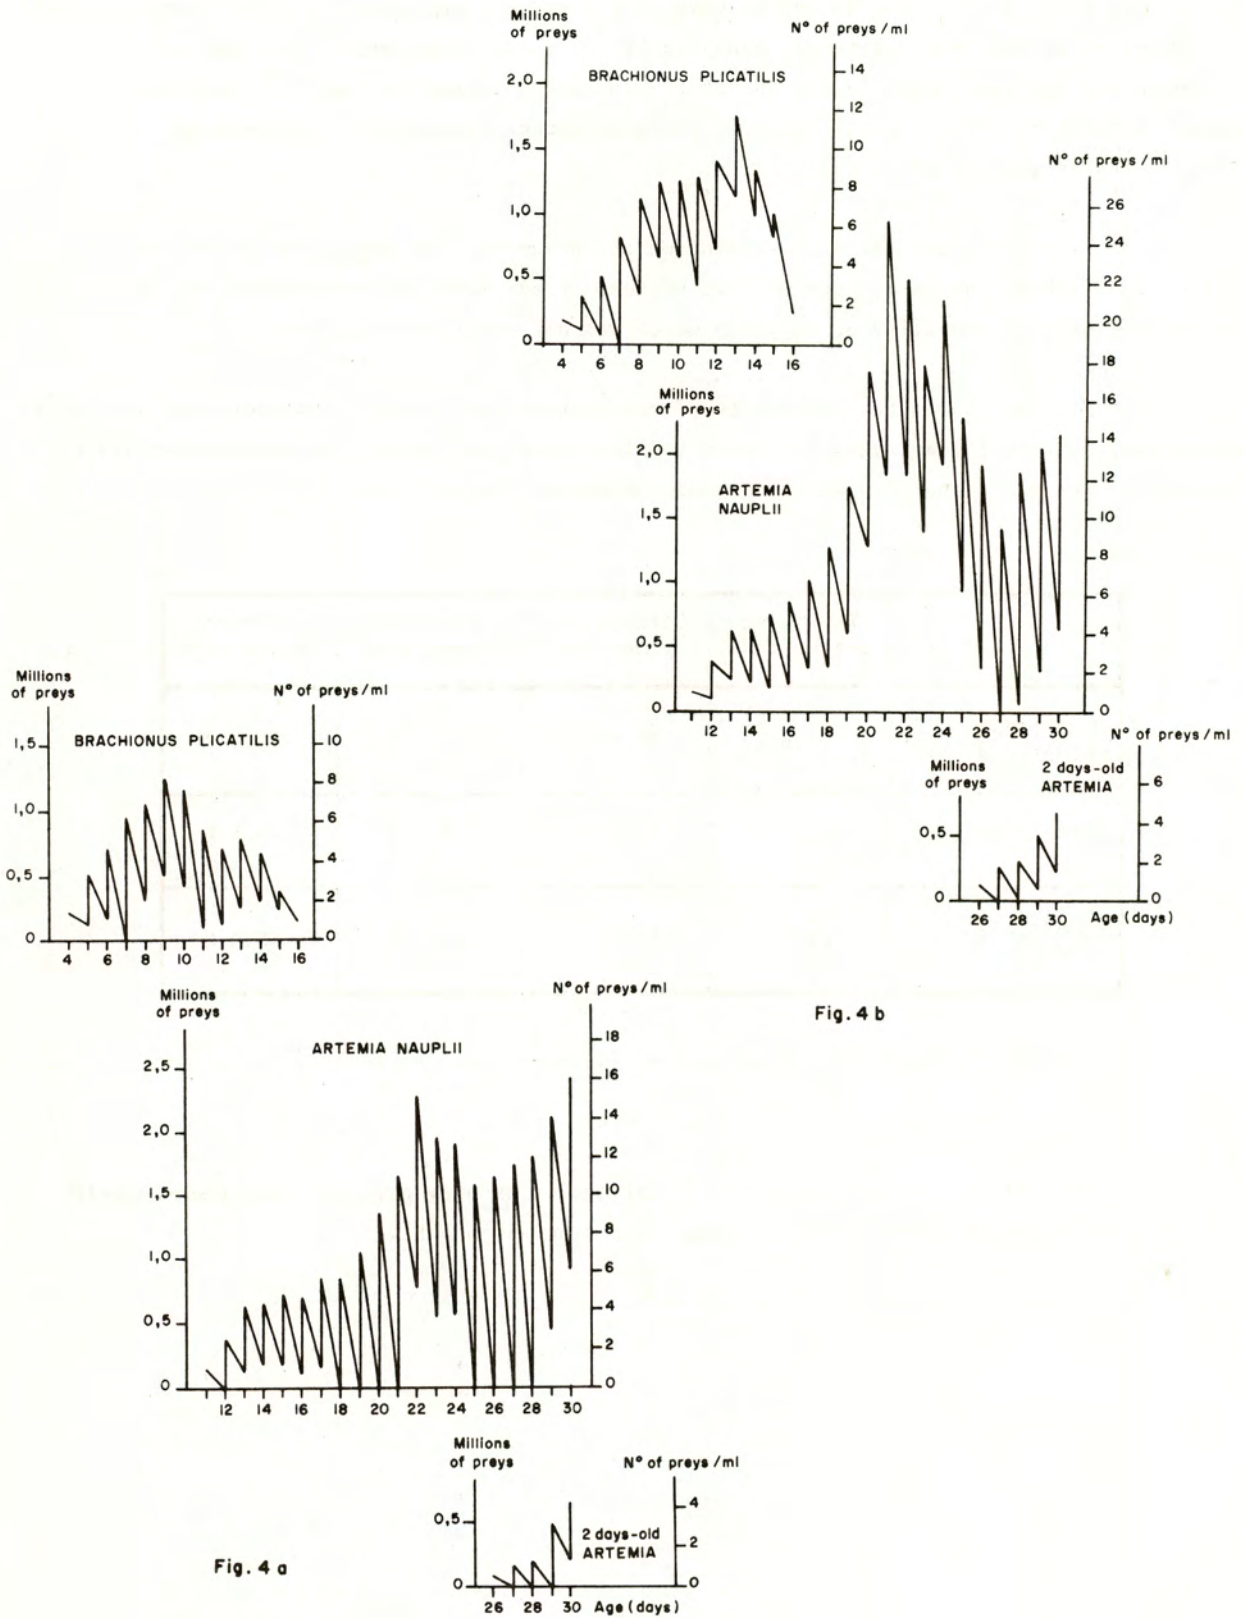 Millions
of preys
N° of preys/ml
BRACHIONUS PLICATILIS
2,0
1,5
1,0
0,5
0
14
12
10
8
6
4
2
0
4 6 8 10 12 14 16
Millions
of preys
N° of preys/ml
ARTEMIA
NAUPLII
2,0
1,5
1,0
0,5
0
26
24
22
20
18
16
14
12
10
8
6
4
2
0
12 14 16 18 20 22 24 26 28 30
Millions
of preys
N° of preys/ml
2 days-old
ARTEMIA
0,5
0
6
4
2
0
26 28 30 Age (days)
Fig. 4 b
Millions
of preys
N° of preys/ml
BRACHIONUS PLICATILIS
1,5
1,0
0,5
0
10
8
6
4
2
0
4 6 8 10 12 14 16
Millions
of preys
N° of preys/ml
ARTEMIA NAUPLII
2,5
2,0
1,5
1,0
0,5
0
18
16
14
12
10
8
6
4
2
0
12 14 16 18 20 22 24 26 28 30
Millions
of preys
N° of preys/ml
0,5
0
2 days-old
ARTEMIA
4
2
0
26 28 30 Age (days)
Fig. 4 a